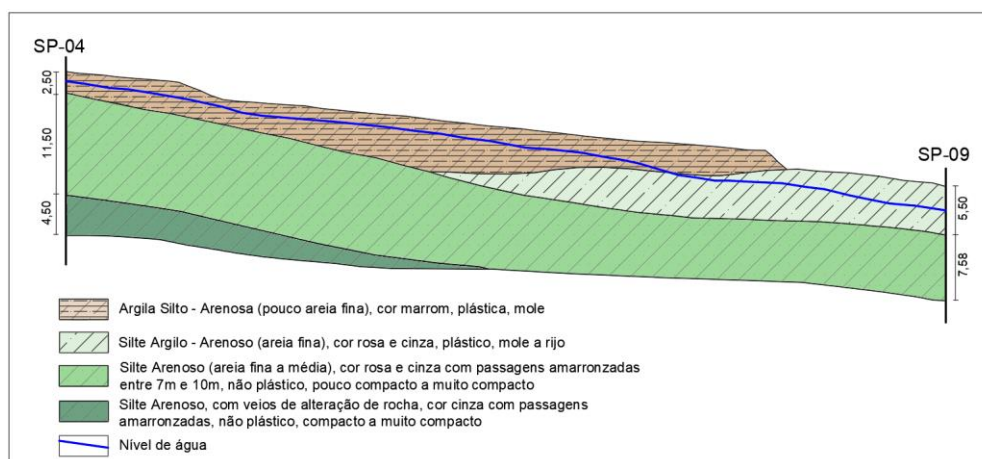 SP-04
2,50
11,50
4,50
SP-09
5,50
7,58
Argila Silto - Arenosa (pouco areia fina), cor marrom, plástica, mole
Silte Argilo - Arenoso (areia fina), cor rosa e cinza, plástico, mole a rijo
Silte Arenoso (areia fina a média), cor rosa e cinza com passagens amarronzadas
entre 7m e 10m, não plástico, pouco compacto a muito compacto
Silte Arenoso, com veios de alteração de rocha, cor cinza com passagens
amarronzadas, não plástico, compacto a muito compacto
Nível de água